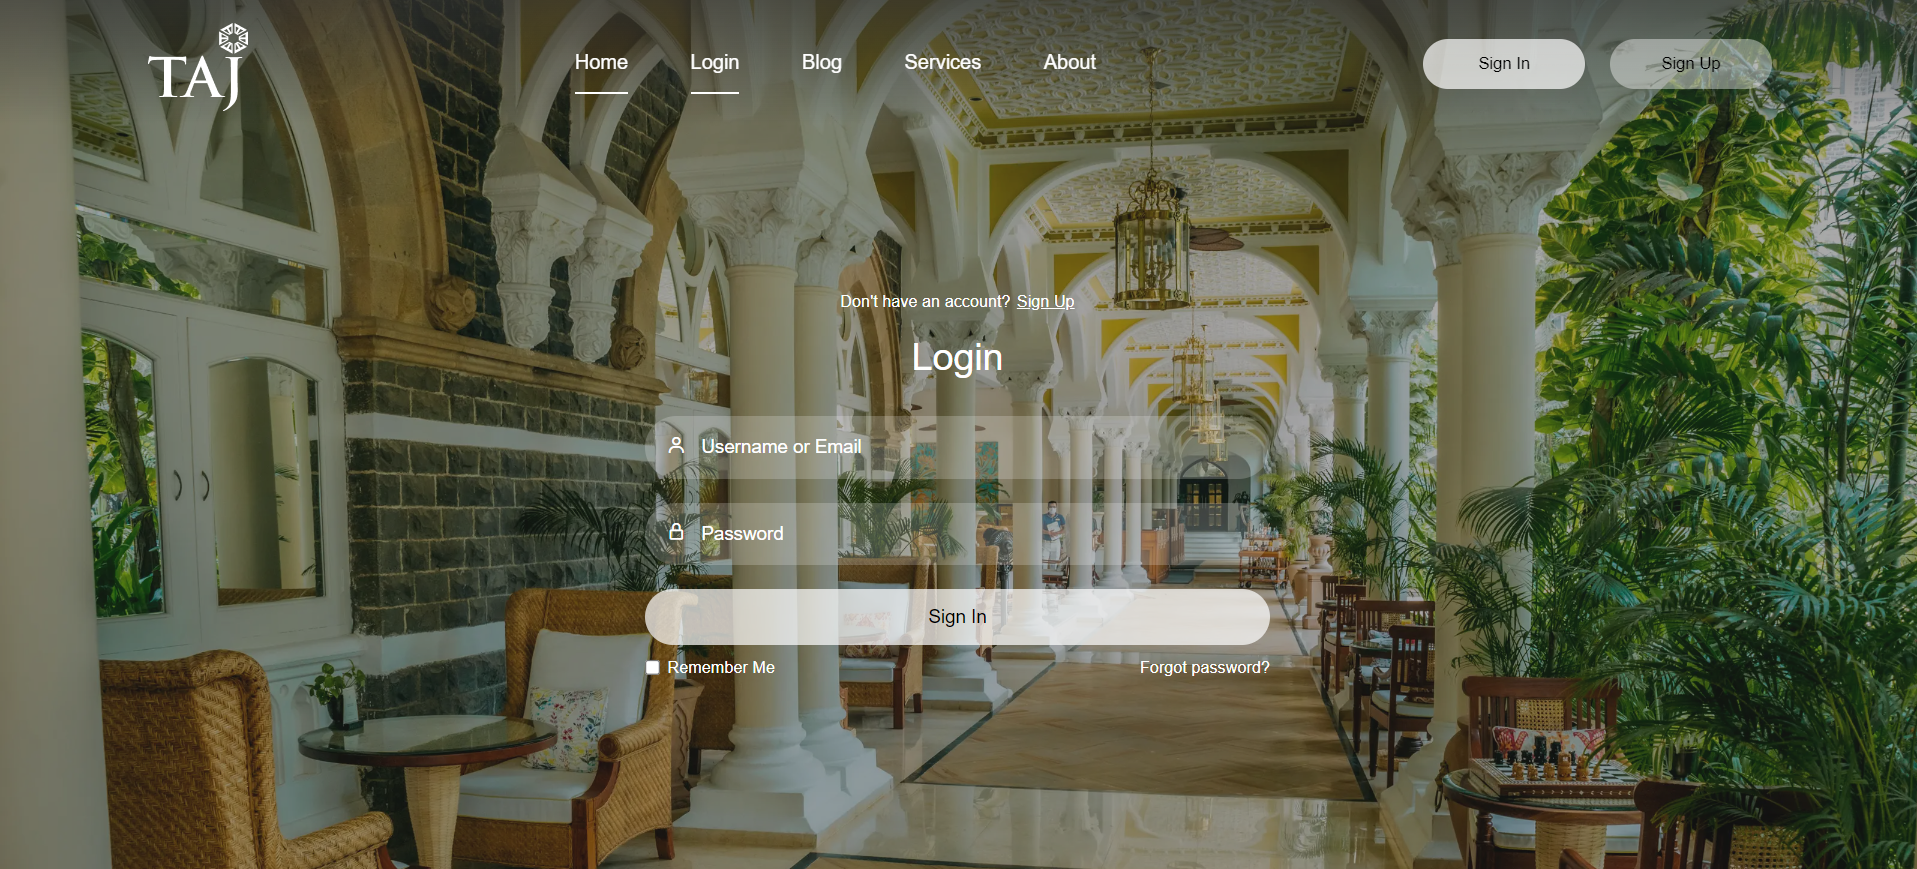 TAJ
Home
Login
Blog
Services
About
Sign In
Sign Up
Don't have an account? Sign Up
Login
Username or Email
Password
Sign In
Remember Me
Forgot password?